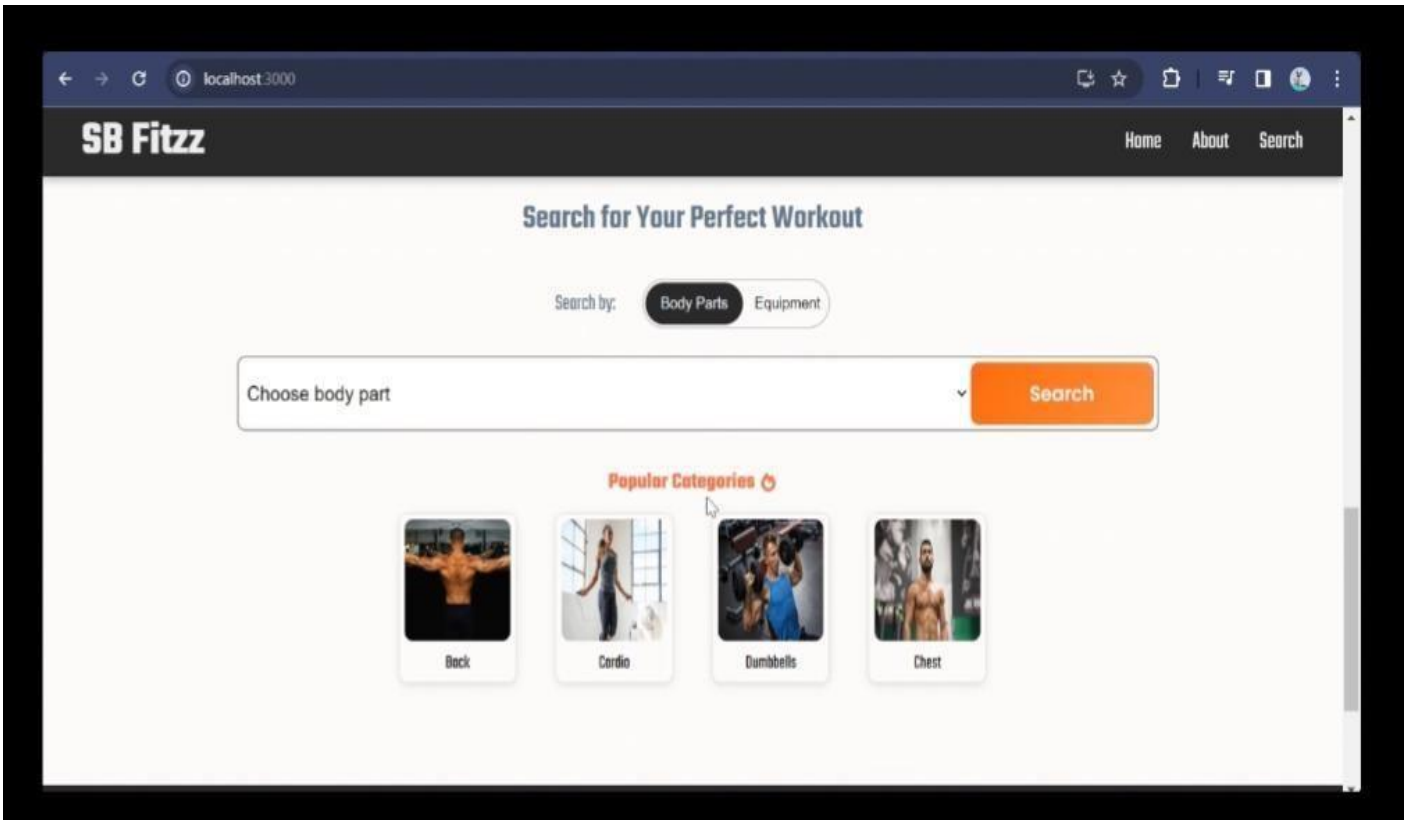 localhost:3000
SB Fitzz
Home About Search
Search for Your Perfect Workout
Search by: Body Parts Equipment
Choose body part Search
Popular Categories
Back Cardio Dumbbells Chest